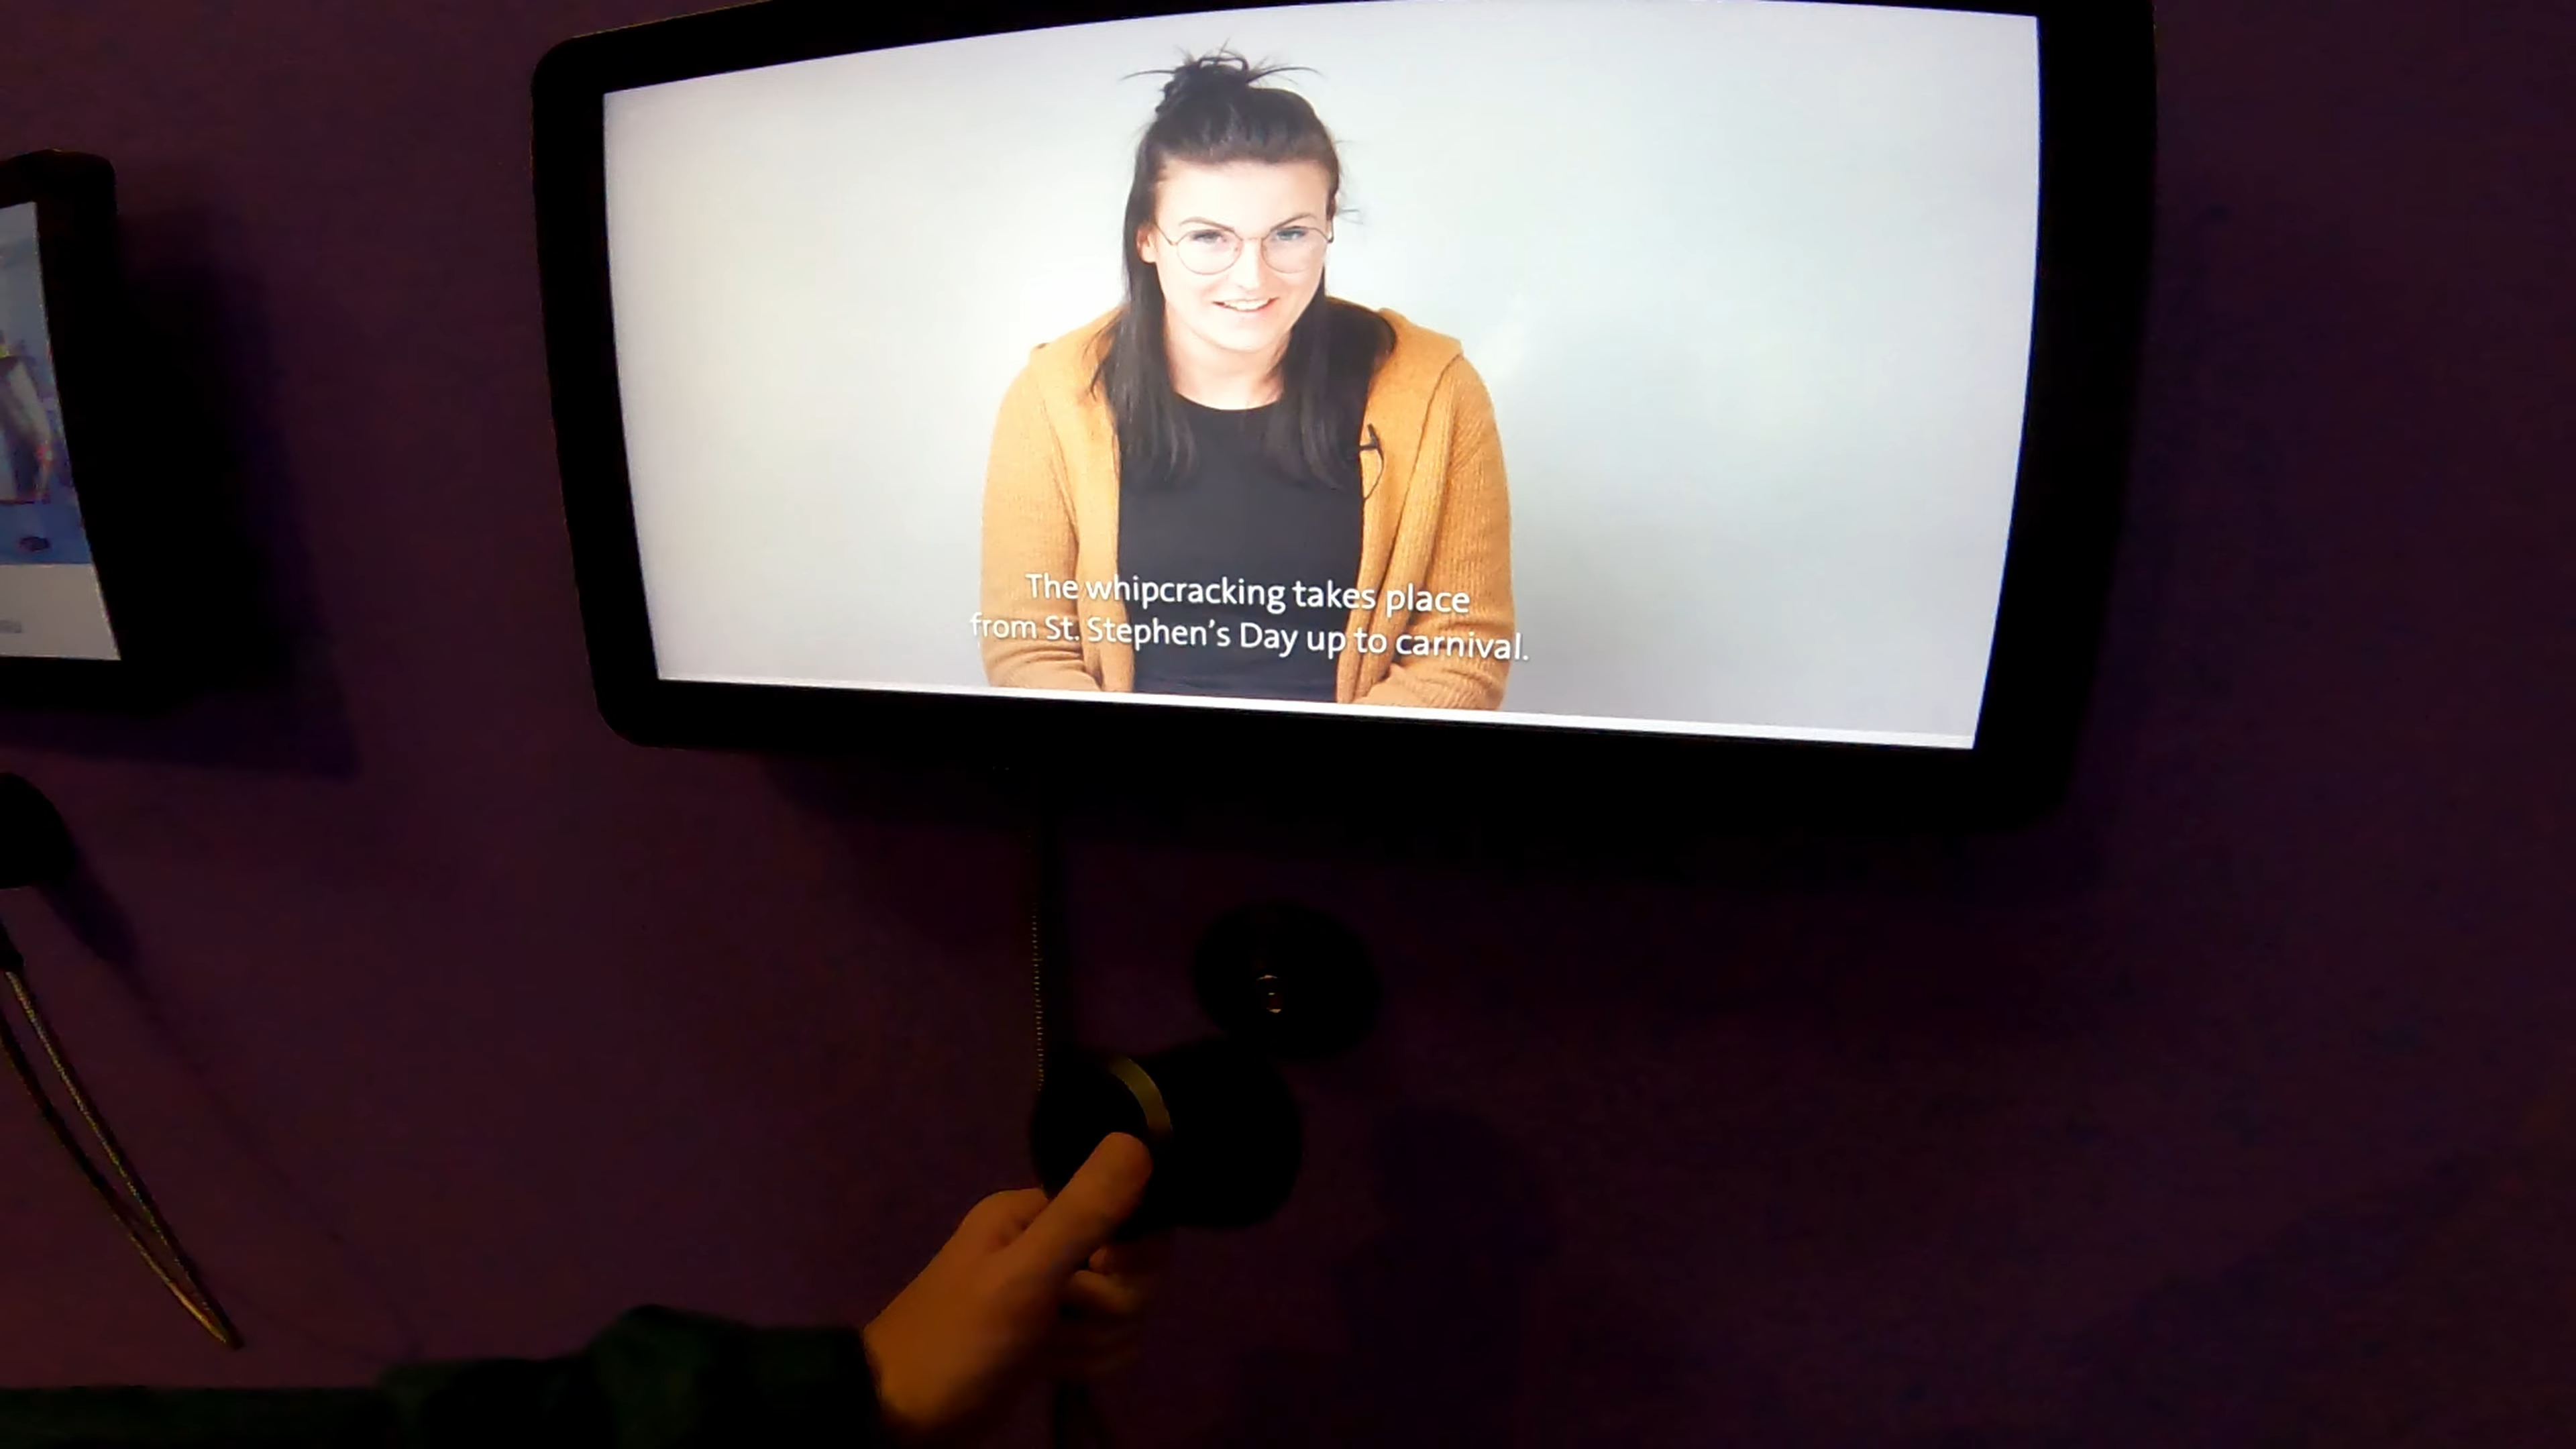 The whipcracking takes place
from St. Stephen's Day up to carnival.